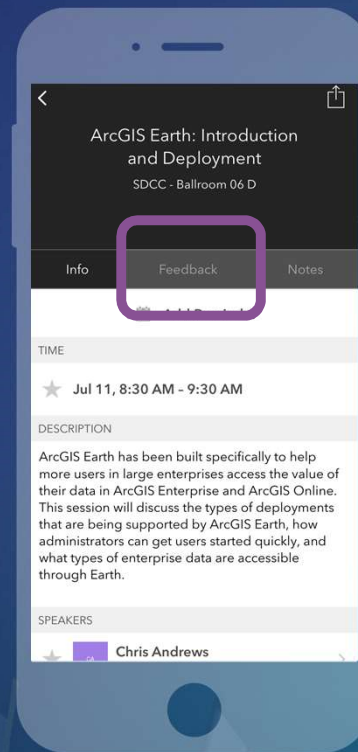 ArcGIS Earth: Introduction
and Deployment
SDCC - Ballroom 06 D
Info
Feedback
Notes
TIME
Jul 11, 8:30 AM – 9:30 AM
DESCRIPTION
ArcGIS Earth has been built specifically to help
more users in large enterprises access the value of
their data in ArcGIS Enterprise and ArcGIS Online.
This session will discuss the types of deployments
that are being supported by ArcGIS Earth, how
administrators can get users started quickly, and
what types of enterprise data are accessible
through Earth.
SPEAKERS
Chris Andrews